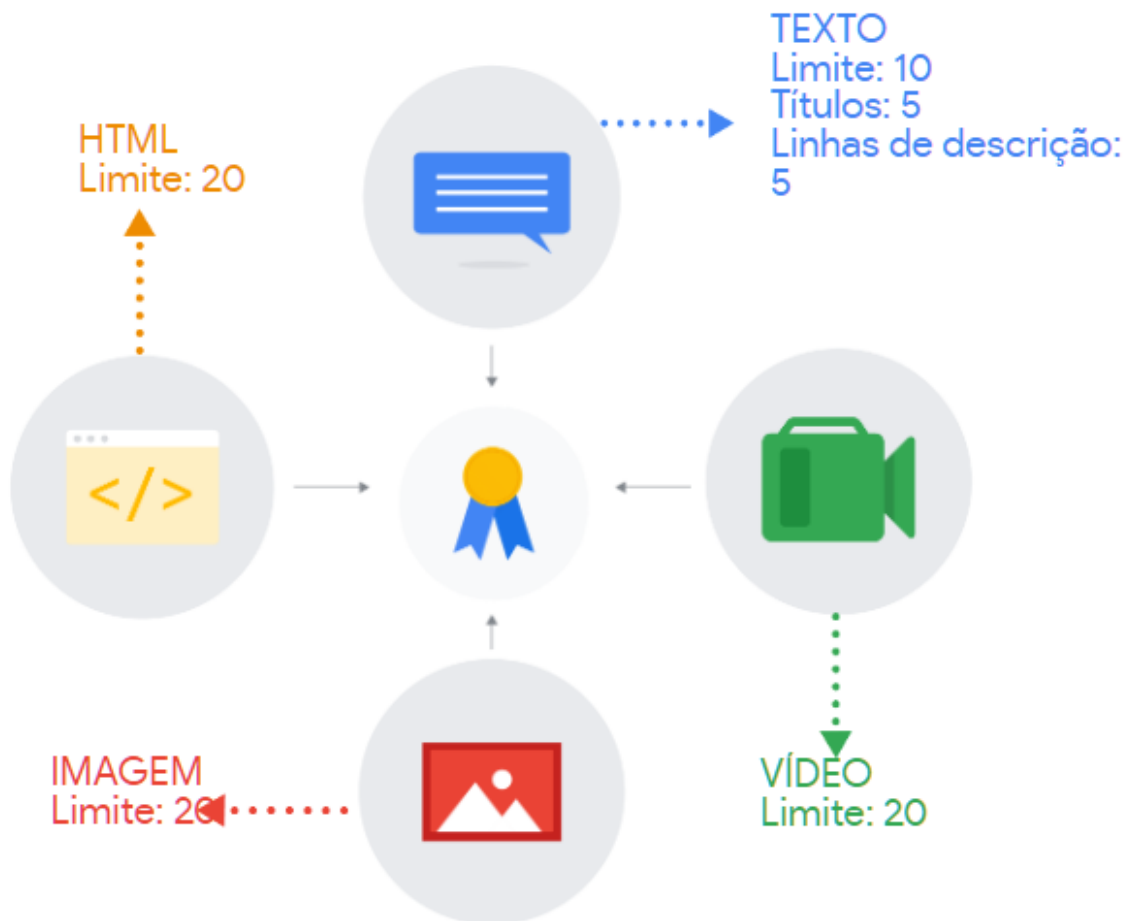 TEXTO
Limite: 10
Títulos: 5
Linhas de descrição:
5
HTML
Limite: 20
</>
IMAGEM
Limite: 20
VÍDEO
Limite: 20